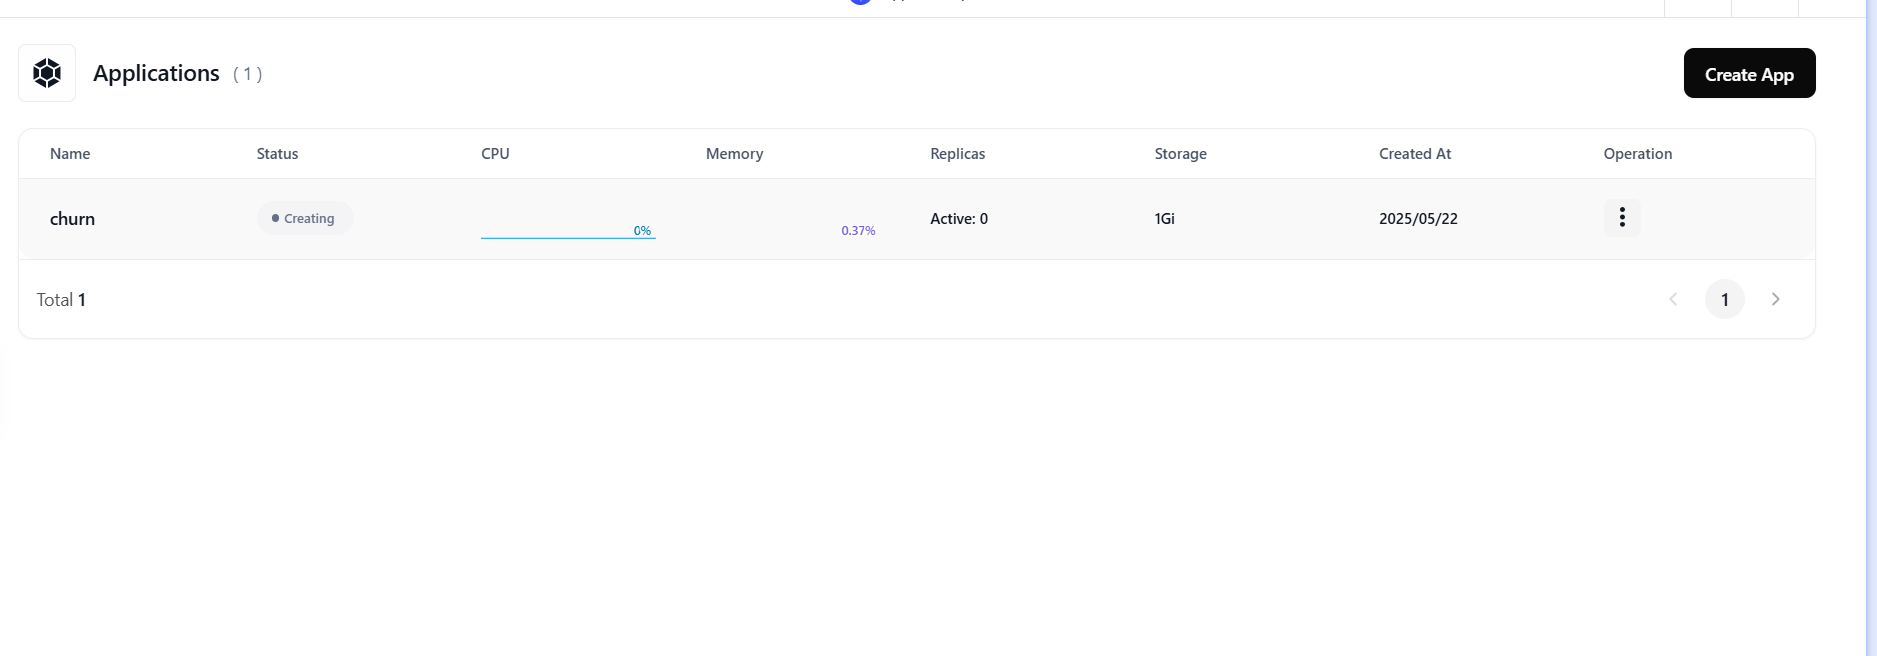 Applications ( 1 )
Create App
Name Status CPU Memory Replicas Storage Created At Operation
churn Creating 0% 0.37% Active: 0 1Gi 2025/05/22
Total 1
1